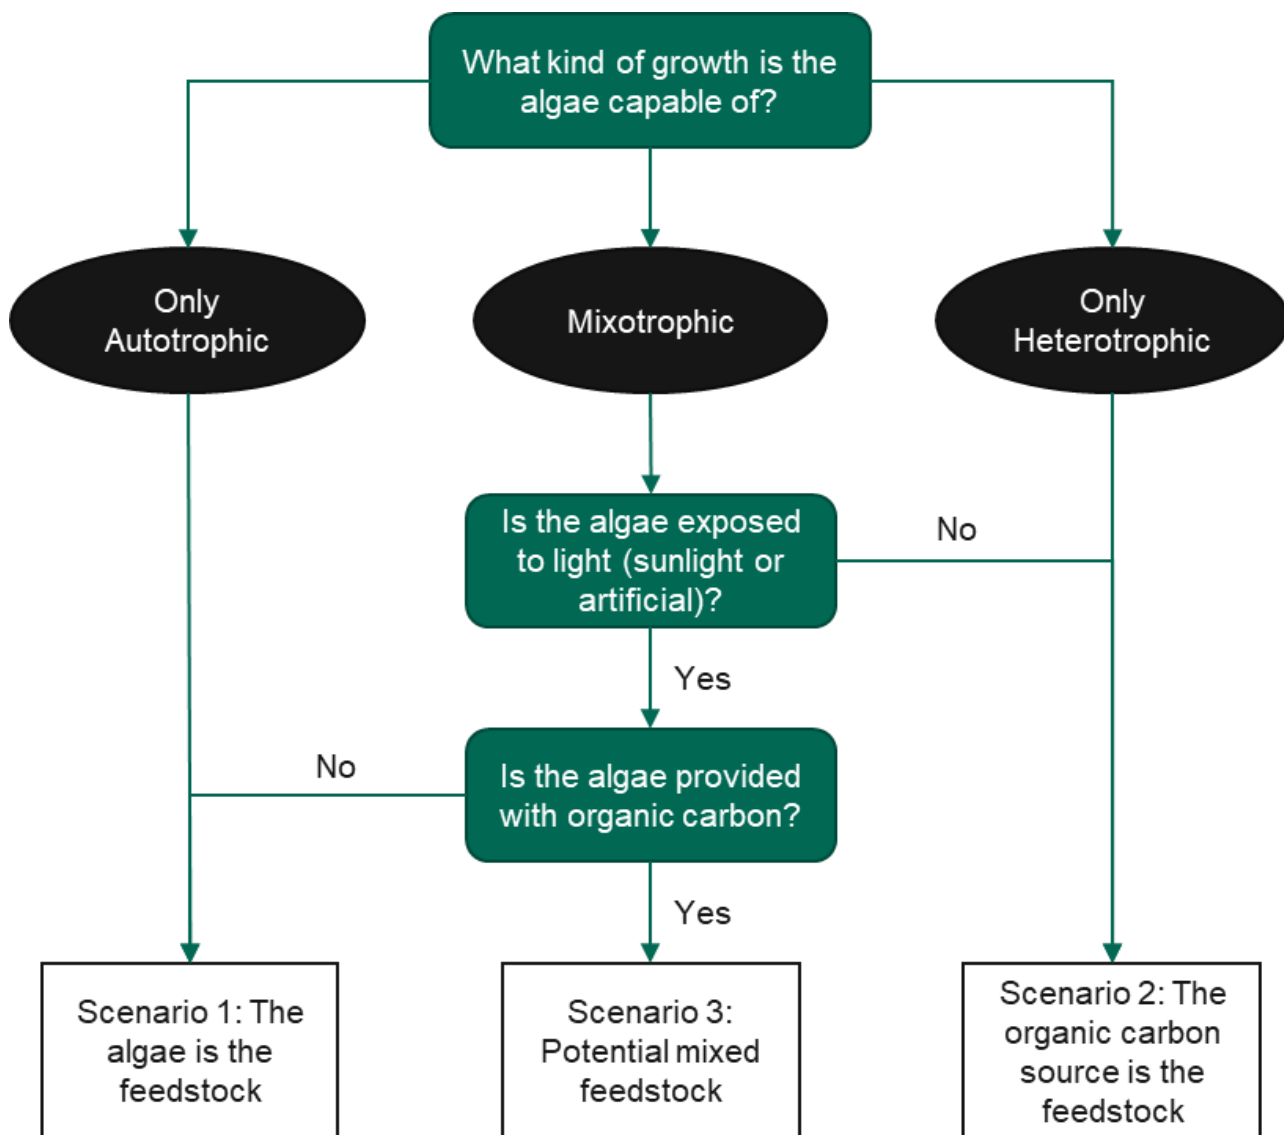 What kind of growth is the
algae capable of?
Only
Autotrophic
Mixotrophic
Only
Heterotrophic
Is the algae exposed
to light (sunlight or
artificial)?
No
Yes
No
Is the algae provided
with organic carbon?
Yes
Scenario 1: The
algae is the
feedstock
Scenario 3:
Potential mixed
feedstock
Scenario 2: The
organic carbon
source is the
feedstock